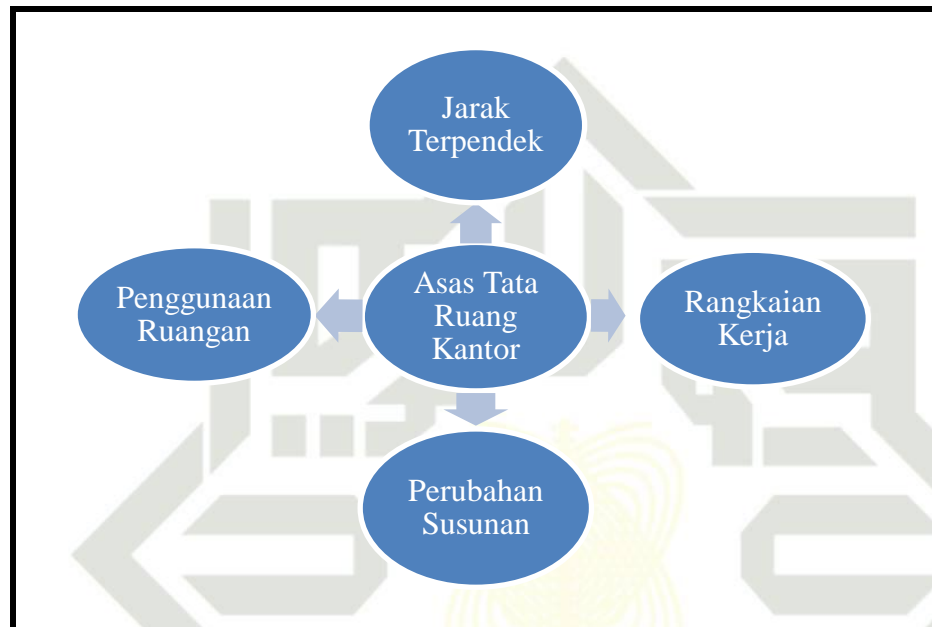 Jarak
Terpendek
Penggunaan
Ruangan
Asas Tata
Ruang
Kantor
Rangkaian
Kerja
Perubahan
Susunan